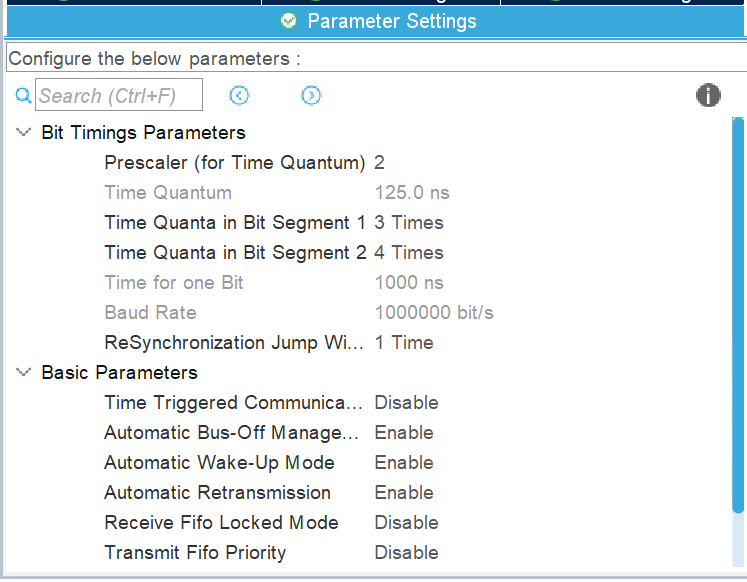 Parameter Settings
Configure the below parameters :
Search (Ctrl+F)
Bit Timings Parameters
Prescaler (for Time Quantum) 2
Time Quantum 125.0 ns
Time Quanta in Bit Segment 1 3 Times
Time Quanta in Bit Segment 2 4 Times
Time for one Bit 1000 ns
Baud Rate 1000000 bit/s
ReSynchronization Jump Wi... 1 Time
Basic Parameters
Time Triggered Communica... Disable
Automatic Bus-Off Manage... Enable
Automatic Wake-Up Mode Enable
Automatic Retransmission Enable
Receive Fifo Locked Mode Disable
Transmit Fifo Priority Disable